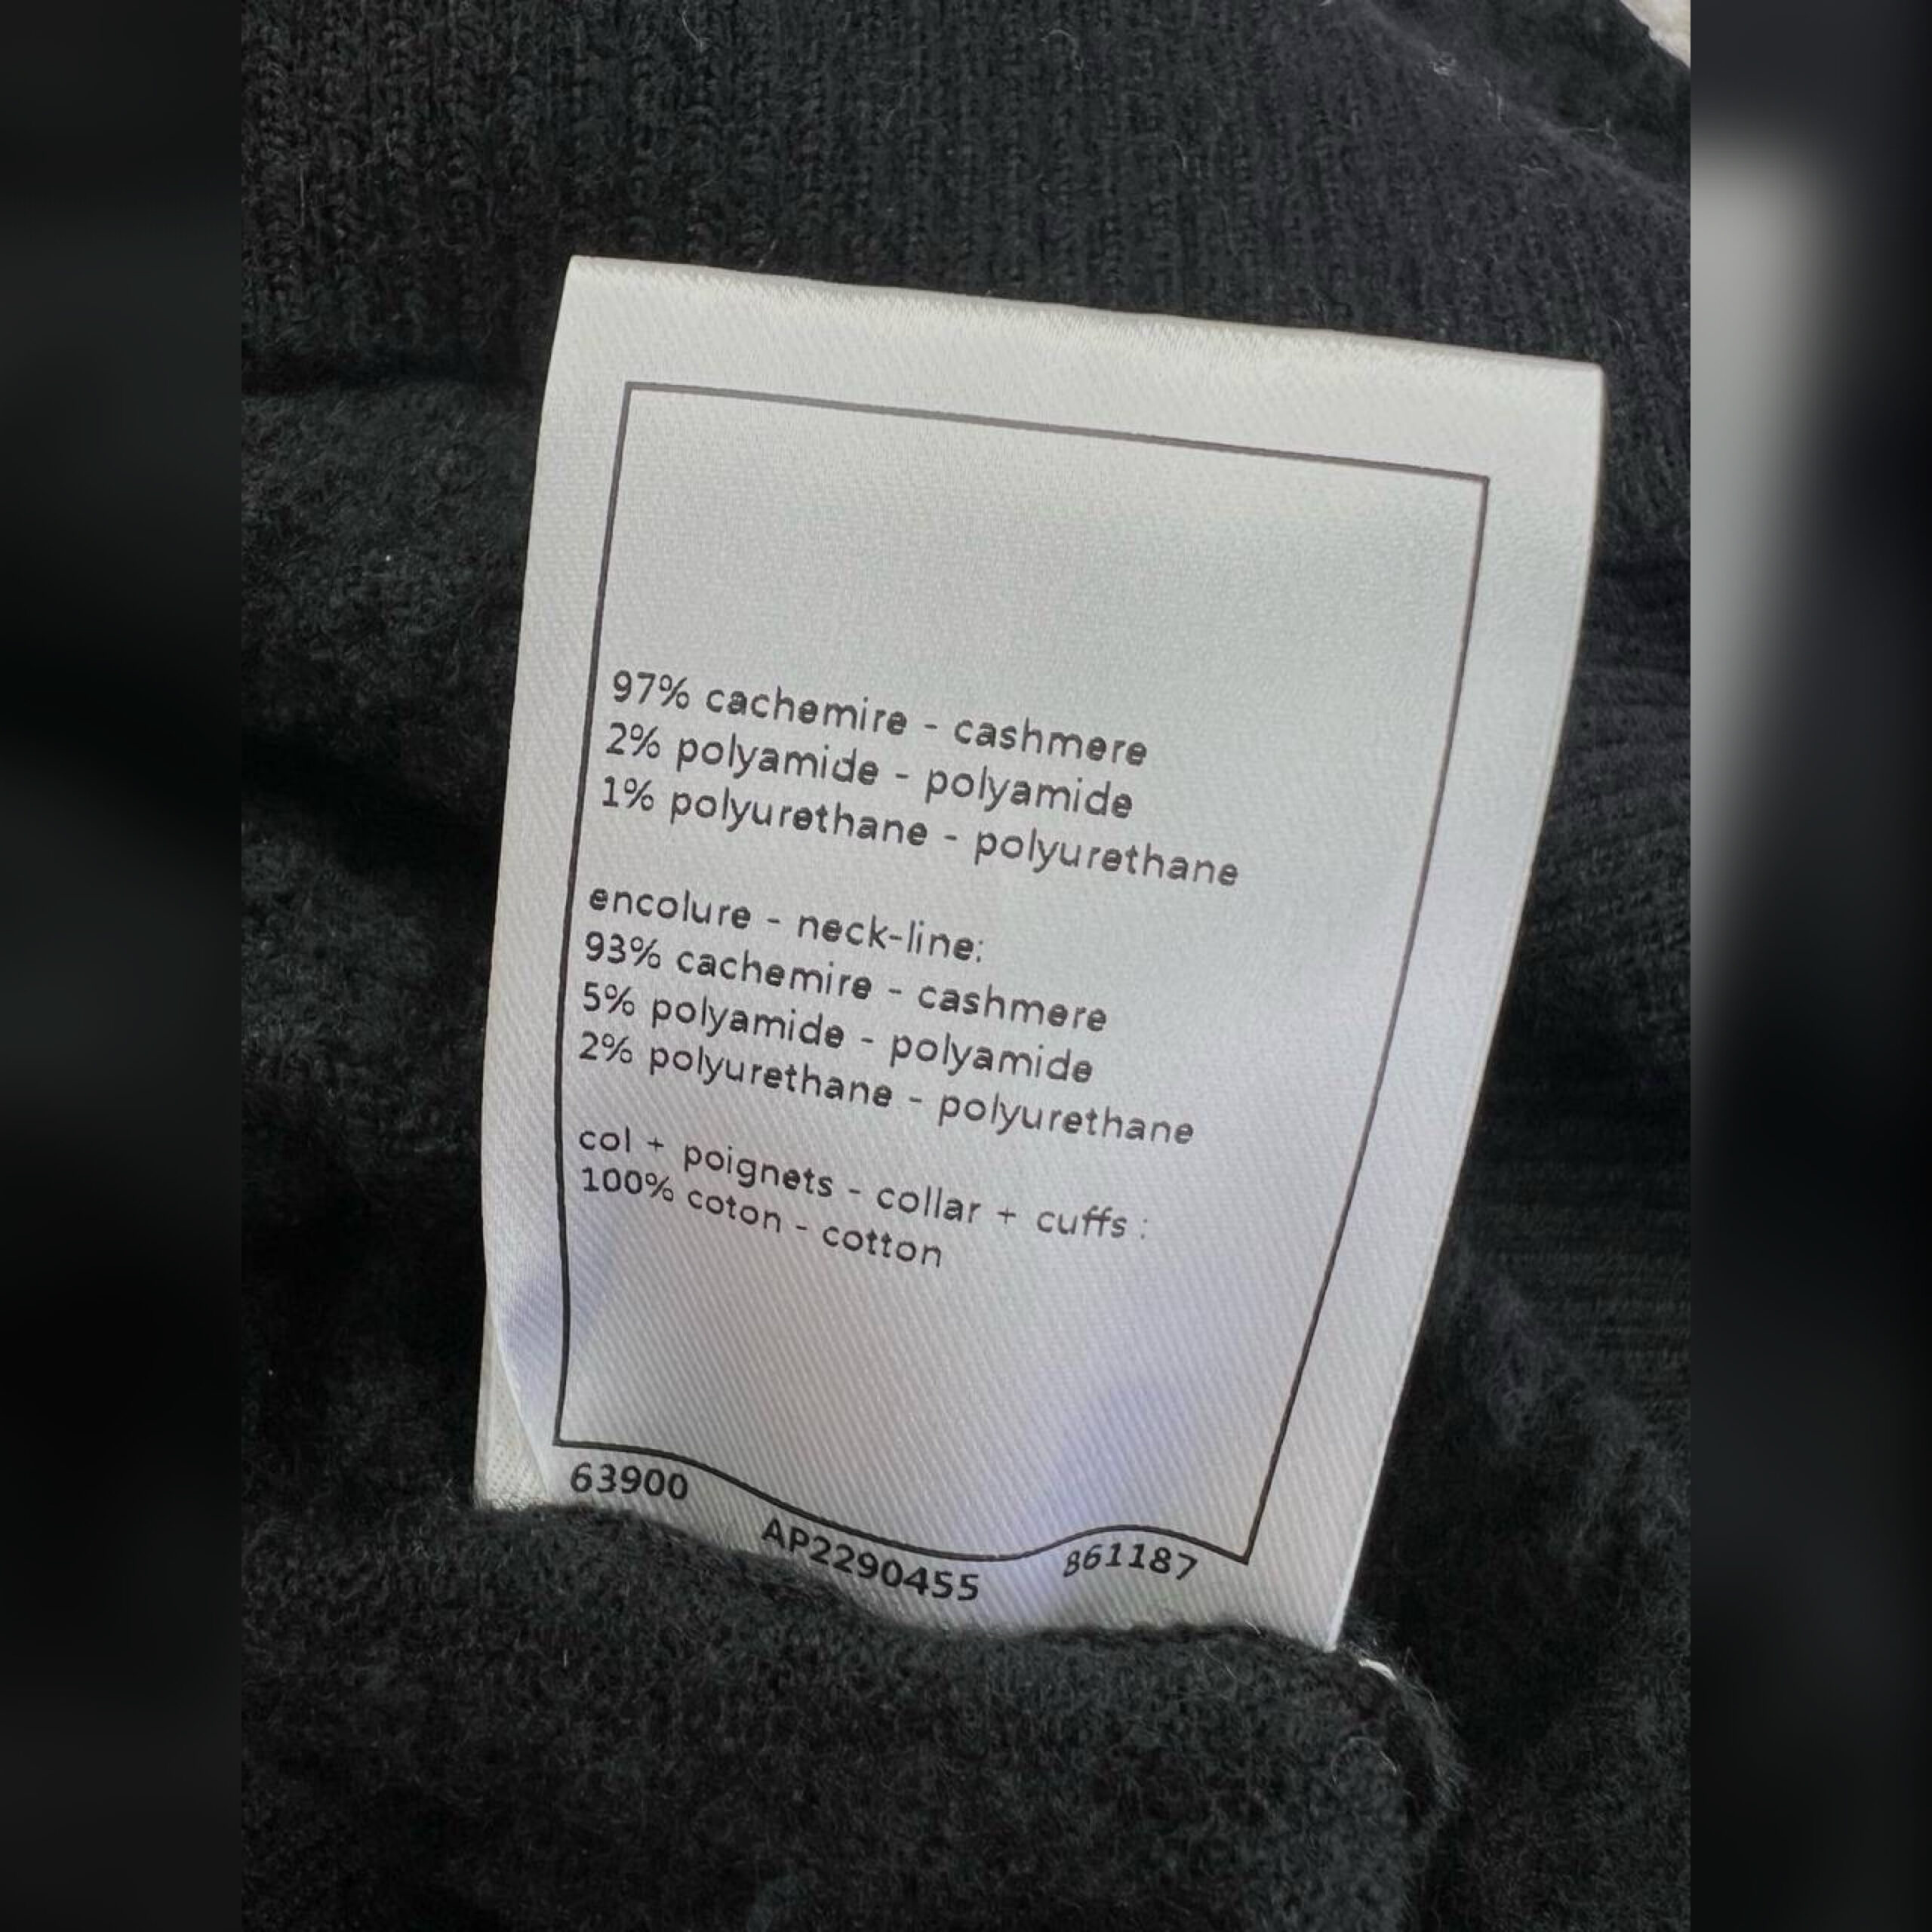 97% cachemire - cashmere
2% polyamide - polyamide
1% polyurethane - polyurethane
encolure - neck-line:
93% cachemire - cashmere
5% polyamide - polyamide
2% polyurethane - polyurethane
col + poignets - collar + cuffs :
100% coton - cotton
63900 AP2290455 861187